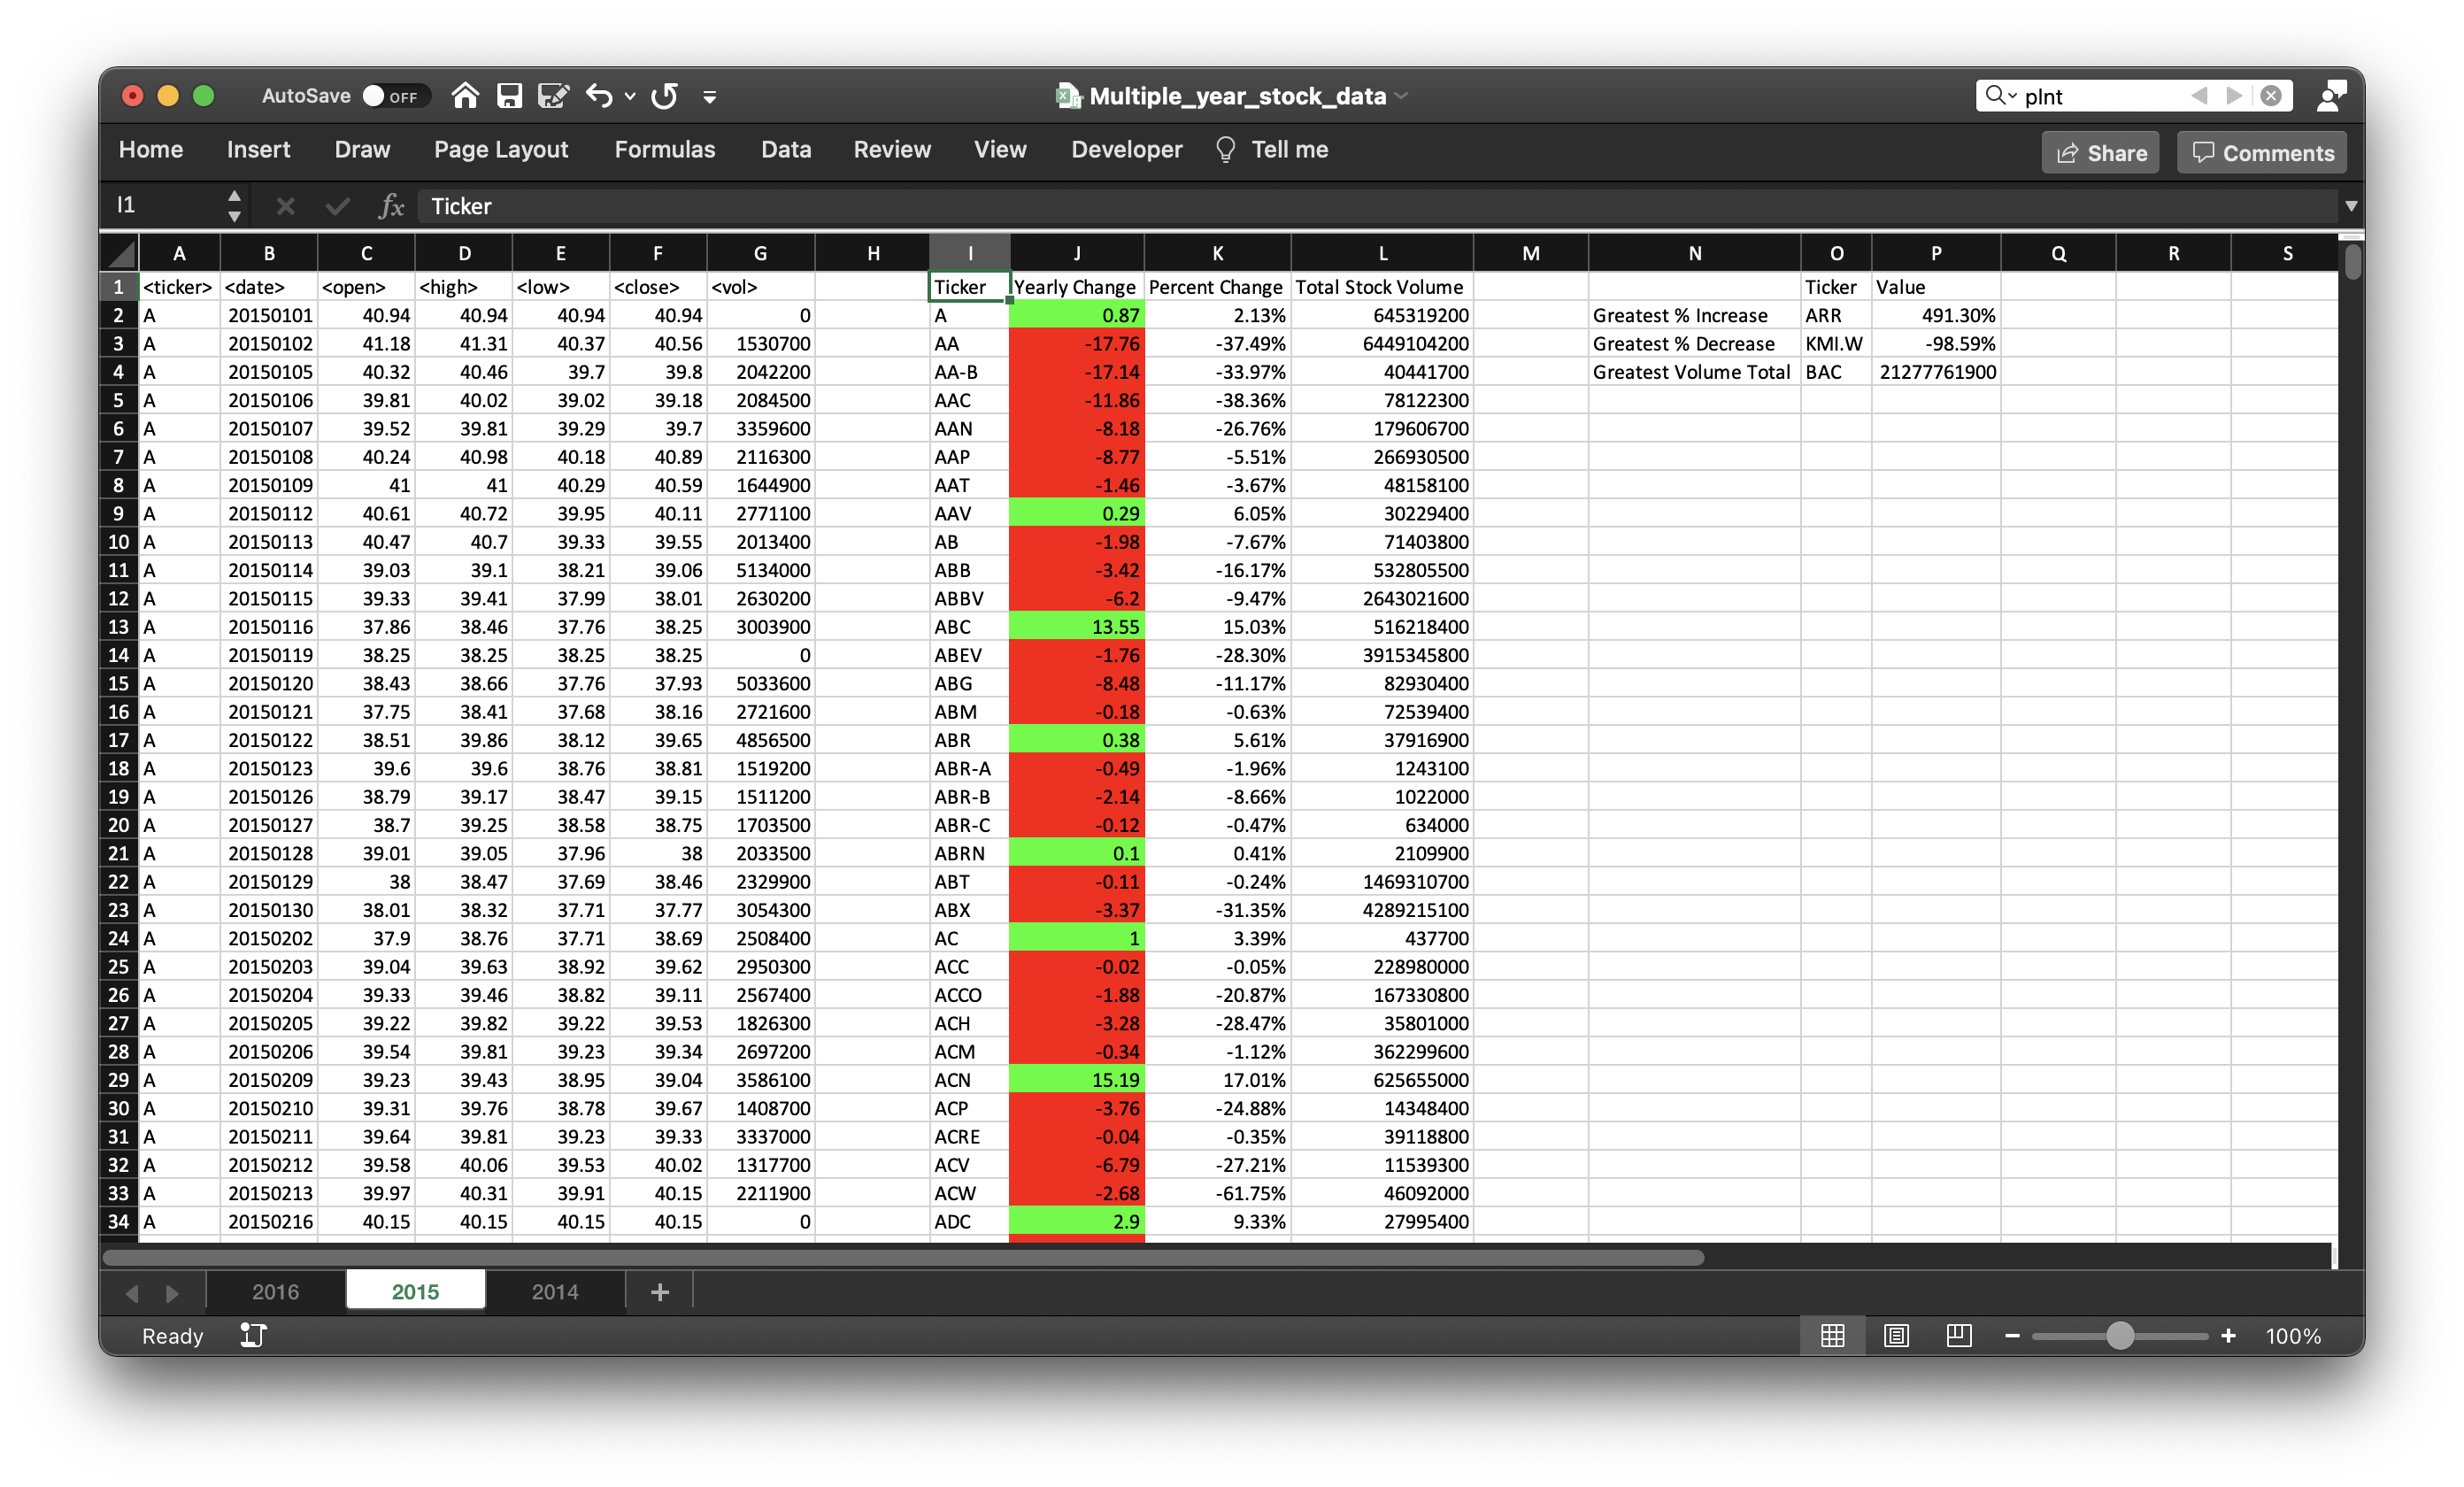 AutoSave OFF Multiple_year_stock_data plnt
Home Insert Draw Page Layout Formulas Data Review View Developer Tell me Share Comments
I1 fx Ticker
A B C D E F G H I J K L M N O P Q R S
1 <ticker> <date> <open> <high> <low> <close> <vol> Ticker Yearly Change Percent Change Total Stock Volume Ticker Value
2 A 20150101 40.94 40.94 40.94 40.94 0 A 0.87 2.13% 645319200 Greatest % Increase ARR 491.30%
3 A 20150102 41.18 41.31 40.37 40.56 1530700 AA -17.76 -37.49% 6449104200 Greatest % Decrease KMI.W -98.59%
4 A 20150105 40.32 40.46 39.7 39.8 2042200 AA-B -17.14 -33.97% 40441700 Greatest Volume Total BAC 21277761900
5 A 20150106 39.81 40.02 39.02 39.18 2084500 AAC -11.86 -38.36% 78122300
6 A 20150107 39.52 39.81 39.29 39.7 3359600 AAN -8.18 -26.76% 179606700
7 A 20150108 40.24 40.98 40.18 40.89 2116300 AAP -8.77 -5.51% 266930500
8 A 20150109 41 41 40.29 40.59 1644900 AAT -1.46 -3.67% 48158100
9 A 20150112 40.61 40.72 39.95 40.11 2771100 AAV 0.29 6.05% 30229400
10 A 20150113 40.47 40.7 39.33 39.55 2013400 AB -1.98 -7.67% 71403800
11 A 20150114 39.03 39.1 38.21 39.06 5134000 ABB -3.42 -16.17% 532805500
12 A 20150115 39.33 39.41 37.99 38.01 2630200 ABBV -6.2 -9.47% 2643021600
13 A 20150116 37.86 38.46 37.76 38.25 3003900 ABC 13.55 15.03% 516218400
14 A 20150119 38.25 38.25 38.25 38.25 0 ABEV -1.76 -28.30% 3915345800
15 A 20150120 38.43 38.66 37.76 37.93 5033600 ABG -8.48 -11.17% 82930400
16 A 20150121 37.75 38.41 37.68 38.16 2721600 ABM -0.18 -0.63% 72539400
17 A 20150122 38.51 39.86 38.12 39.65 4856500 ABR 0.38 5.61% 37916900
18 A 20150123 39.6 39.6 38.76 38.81 1519200 ABR-A -0.49 -1.96% 1243100
19 A 20150126 38.79 39.17 38.47 39.15 1511200 ABR-B -2.14 -8.66% 1022000
20 A 20150127 38.7 39.25 38.58 38.75 1703500 ABR-C -0.12 -0.47% 634000
21 A 20150128 39.01 39.05 37.96 38 2033500 ABRN 0.1 0.41% 2109900
22 A 20150129 38 38.47 37.69 38.46 2329900 ABT -0.11 -0.24% 1469310700
23 A 20150130 38.01 38.32 37.71 37.77 3054300 ABX -3.37 -31.35% 4289215100
24 A 20150202 37.9 38.76 37.71 38.69 2508400 AC 1 3.39% 437700
25 A 20150203 39.04 39.63 38.92 39.62 2950300 ACC -0.02 -0.05% 228980000
26 A 20150204 39.33 39.46 38.82 39.11 2567400 ACCO -1.88 -20.87% 167330800
27 A 20150205 39.22 39.82 39.22 39.53 1826300 ACH -3.28 -28.47% 35801000
28 A 20150206 39.54 39.81 39.23 39.34 2697200 ACM -0.34 -1.12% 362299600
29 A 20150209 39.23 39.43 38.95 39.04 3586100 ACN 15.19 17.01% 625655000
30 A 20150210 39.31 39.76 38.78 39.67 1408700 ACP -3.76 -24.88% 14348400
31 A 20150211 39.64 39.81 39.23 39.33 3337000 ACRE -0.04 -0.35% 39118800
32 A 20150212 39.58 40.06 39.53 40.02 1317700 ACV -6.79 -27.21% 11539300
33 A 20150213 39.97 40.31 39.91 40.15 2211900 ACW -2.68 -61.75% 46092000
34 A 20150216 40.15 40.15 40.15 40.15 0 ADC 2.9 9.33% 27995400
2016 2015 2014 +
Ready 100%